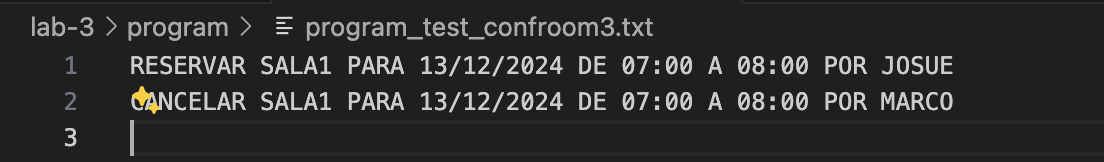 lab-3 > program > program_test_confroom3.txt
1 RESERVAR SALA1 PARA 13/12/2024 DE 07:00 A 08:00 POR JOSUE
2 CANCELAR SALA1 PARA 13/12/2024 DE 07:00 A 08:00 POR MARCO
3